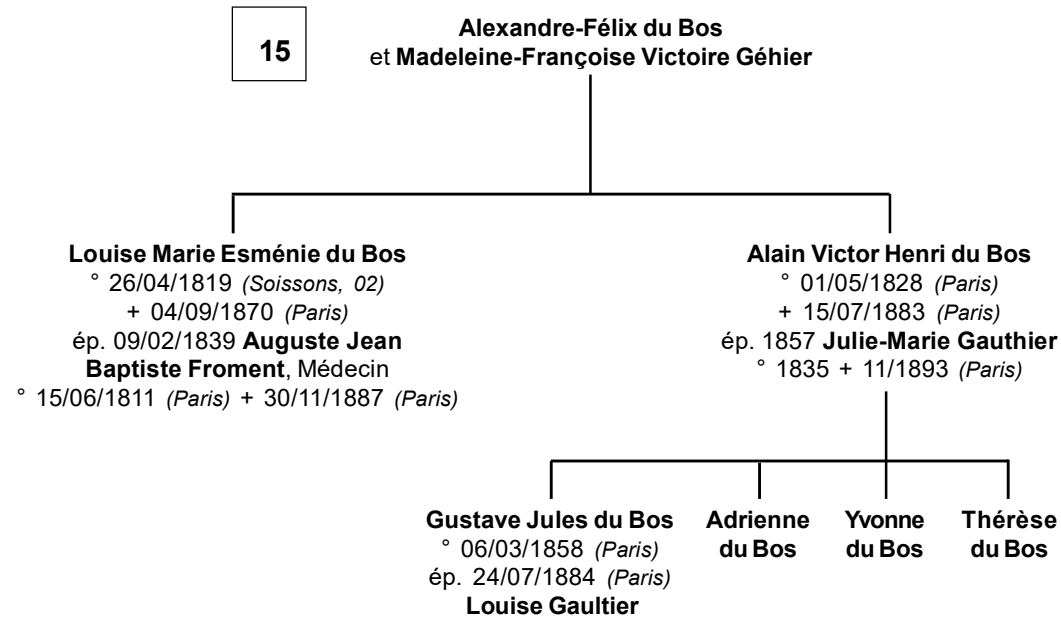 15
Alexandre-Félix du Bos
et Madeleine-Françoise Victoire Géhier
Louise Marie Esménie du Bos
° 26/04/1819 (Soissons, 02)
+ 04/09/1870 (Paris)
ép. 09/02/1839 Auguste Jean
Baptiste Froment, Médecin
° 15/06/1811 (Paris) + 30/11/1887 (Paris)
Alain Victor Henri du Bos
° 01/05/1828 (Paris)
+ 15/07/1883 (Paris)
ép. 1857 Julie-Marie Gauthier
° 1835 + 11/1893 (Paris)
Gustave Jules du Bos
° 06/03/1858 (Paris)
ép. 24/07/1884 (Paris)
Louise Gaultier
Adrienne
du Bos
Yvonne
du Bos
Thérèse
du Bos